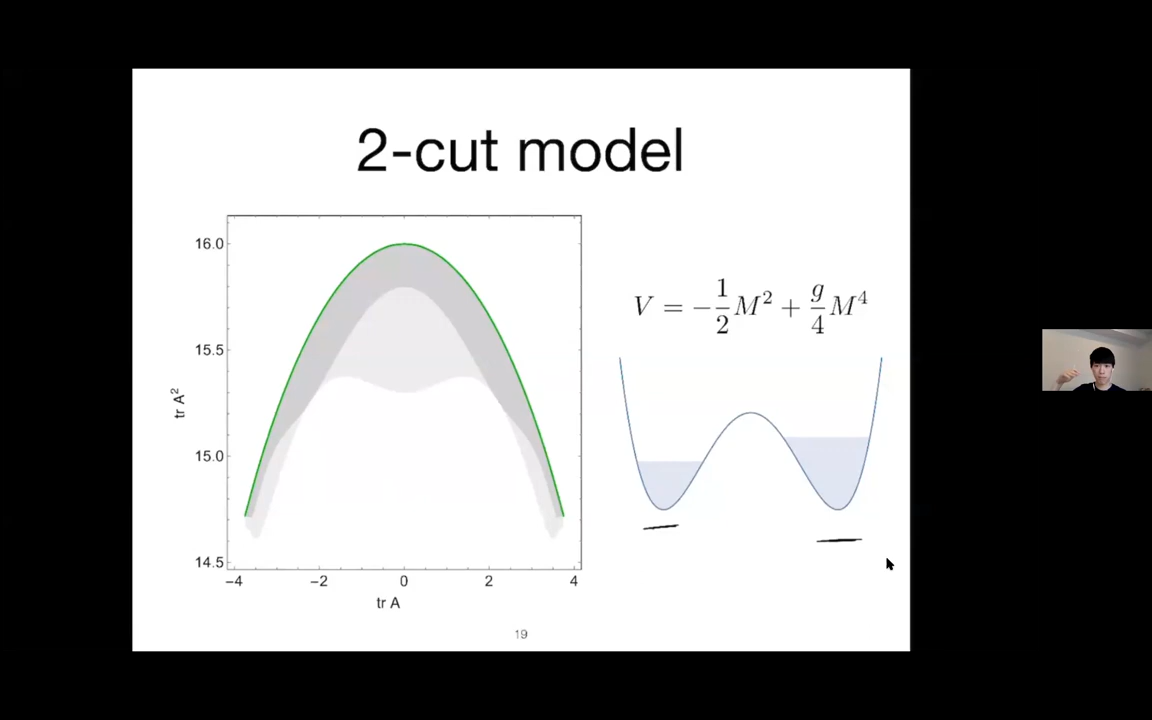 2-cut model
16.0
15.5
15.0
14.5
tr A²
−4 −2 0 2 4
tr A
V = −1/2 M² + g/4 M⁴
19